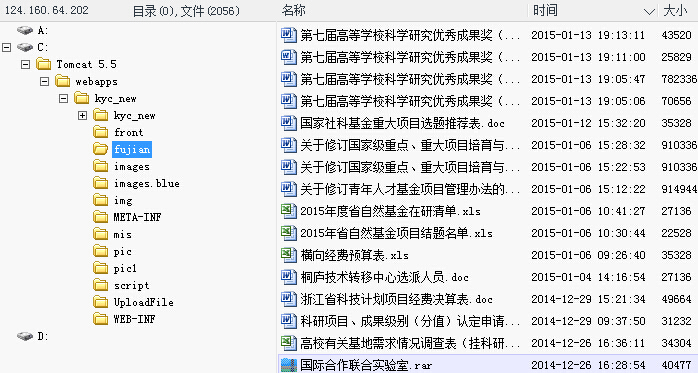 124.160.64.202 目录(0),文件(2056) 名称 时间 大小
A:
C:
Tomcat 5.5
webapps
kyc_new
kyc_new
front
fujian
images
images.blue
img
META-INF
mis
pic
pic1
script
UploadFile
WEB-INF
D:
第七届高等学校科学研究优秀成果奖(... 2015-01-13 19:13:11 43520
第七届高等学校科学研究优秀成果奖(... 2015-01-13 19:11:00 25829
第七届高等学校科学研究优秀成果奖(... 2015-01-13 19:05:47 782336
第七届高等学校科学研究优秀成果奖(... 2015-01-13 19:05:06 70656
国家社科基金重大项目选题推荐表.doc 2015-01-12 15:32:20 35328
关于修订国家级重点、重大项目培育与... 2015-01-06 15:28:32 910336
关于修订国家级重点、重大项目培育与... 2015-01-06 15:22:53 910336
关于修订青年人才基金项目管理办法的... 2015-01-06 15:12:22 914944
2015年度省自然基金在研清单.xls 2015-01-06 10:41:27 27136
2015年省自然基金项目结题名单.xls 2015-01-06 10:30:44 22528
横向经费预算表.xls 2015-01-06 09:26:40 35328
桐庐技术转移中心选派人员.doc 2015-01-04 14:16:54 27136
浙江省科技计划项目经费决算表.doc 2014-12-29 15:21:34 49664
科研项目、成果级别(分值)认定申请... 2014-12-29 09:37:50 31232
高校有关基地需求情况调查表(挂科研... 2014-12-26 16:36:11 34304
国际合作联合实验室.rar 2014-12-26 16:28:54 40477